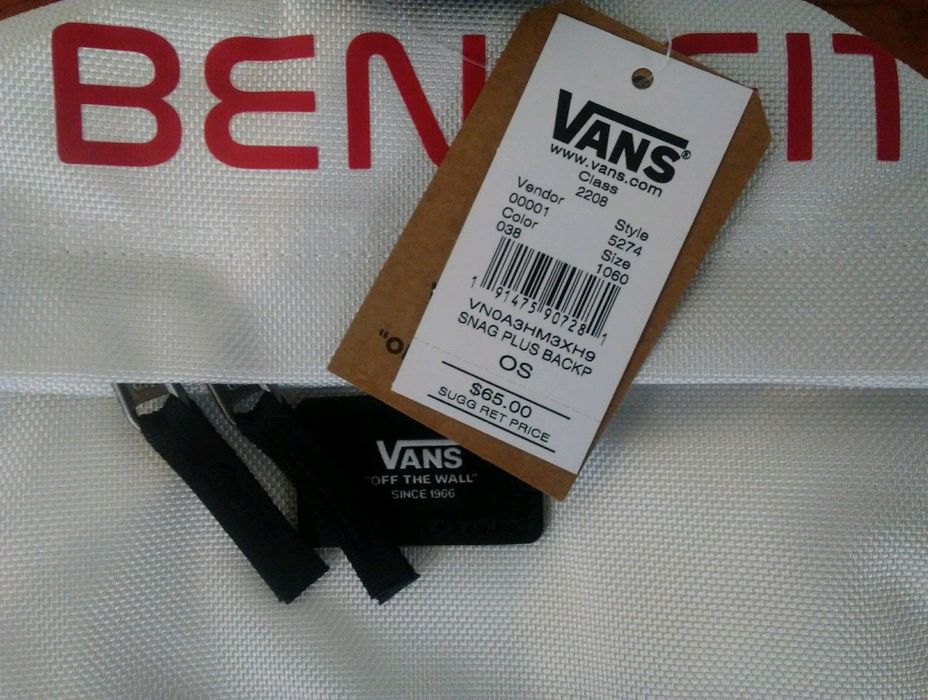 BEN FIT
VANS®
www.vans.com
Class
2208
Vendor Style
00001 5274
Color Size
038 1060
1 91475 90728 1
VN0A3HM3XH9
SNAG PLUS BACKP
OS
$65.00
SUGG RET PRICE
"O
VANS
"OFF THE WALL"
SINCE 1966